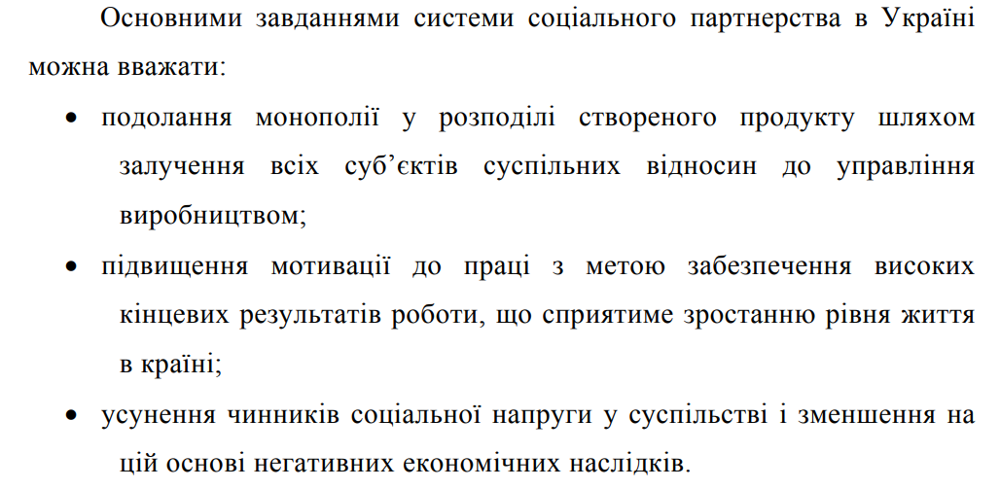 Основними завданнями системи соціального партнерства в Україні
можна вважати:
• подолання монополії у розподілі створеного продукту шляхом
залучення всіх суб’єктів суспільних відносин до управління
виробництвом;
• підвищення мотивації до праці з метою забезпечення високих
кінцевих результатів роботи, що сприятиме зростанню рівня життя
в країні;
• усунення чинників соціальної напруги у суспільстві і зменшення на
цій основі негативних економічних наслідків.